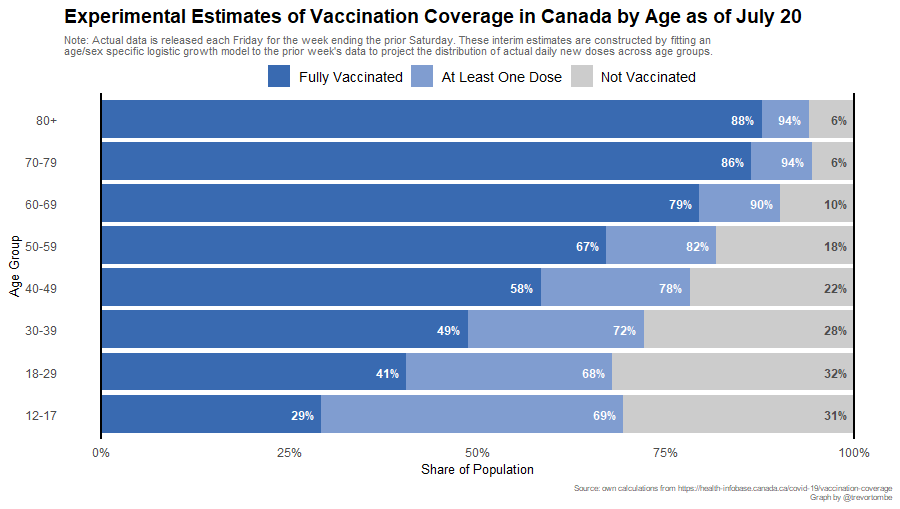 Experimental Estimates of Vaccination Coverage in Canada by Age as of July 20
Note: Actual data is released each Friday for the week ending the prior Saturday. These interim estimates are constructed by fitting an
age/sex specific logistic growth model to the prior week's data to project the distribution of actual daily new doses across age groups.
Fully Vaccinated At Least One Dose Not Vaccinated
80+ 88% 94% 6%
70-79 86% 94% 6%
60-69 79% 90% 10%
50-59 67% 82% 18%
40-49 58% 78% 22%
30-39 49% 72% 28%
18-29 41% 68% 32%
12-17 29% 69% 31%
Age Group
0% 25% 50% 75% 100%
Share of Population
Source: own calculations from https://health-infobase.canada.ca/covid-19/vaccination-coverage
Graph by @trevortombe